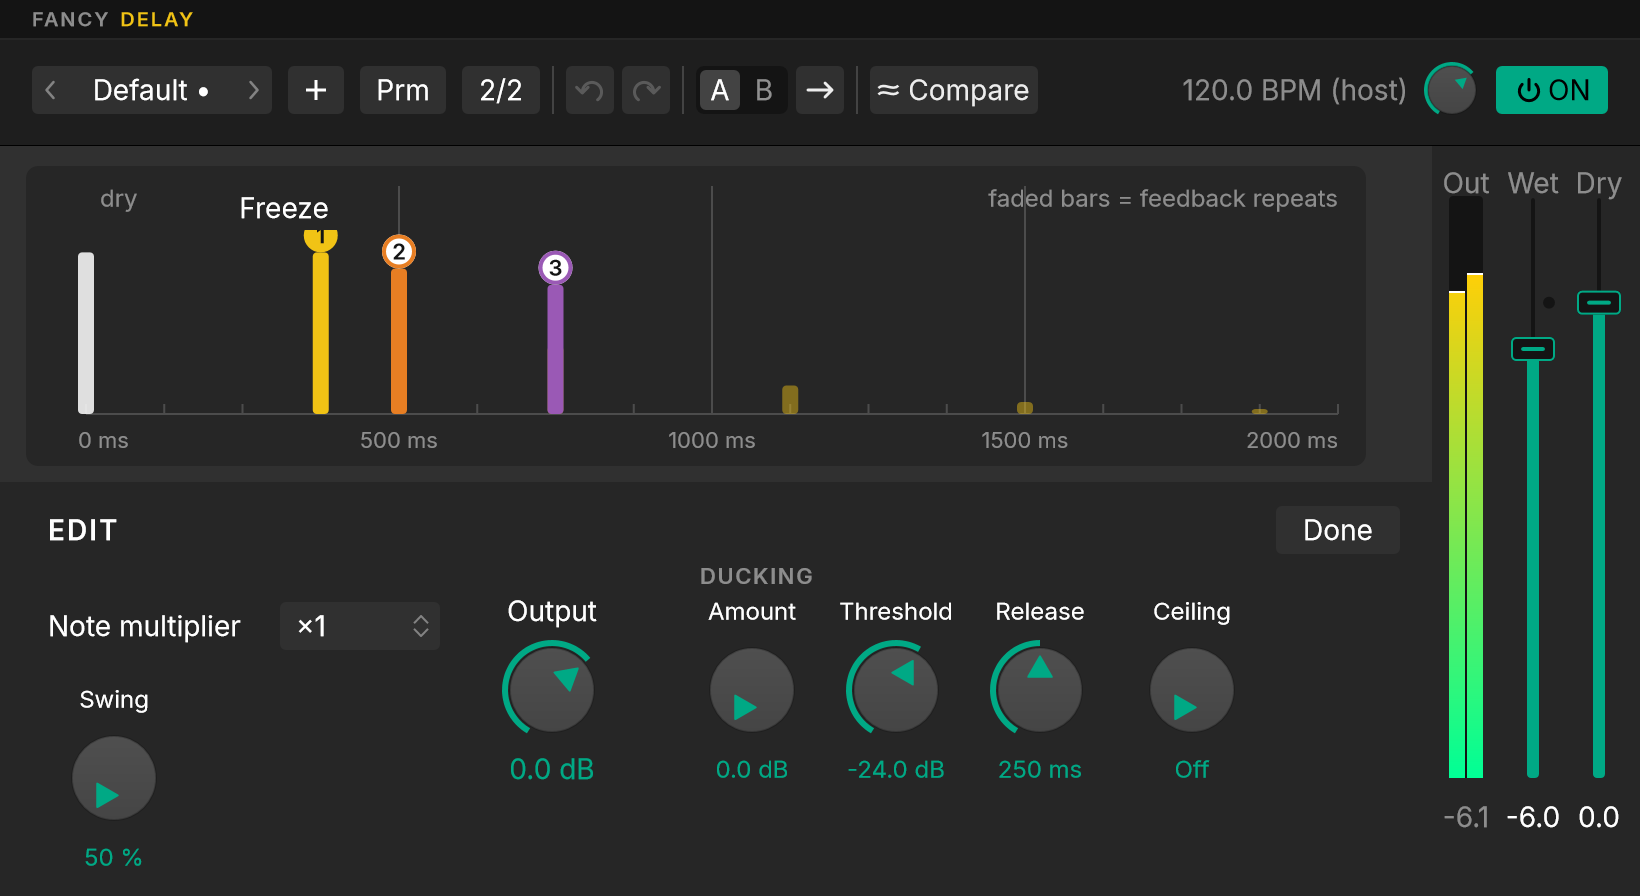 FANCY DELAY
Default •
+
Prm
2/2
A B
→
≈ Compare
120.0 BPM (host)
ON
dry
Freeze
faded bars = feedback repeats
1
2
3
0 ms
500 ms
1000 ms
1500 ms
2000 ms
Out Wet Dry
EDIT
Done
DUCKING
Note multiplier
×1
Output
Amount
Threshold
Release
Ceiling
Swing
0.0 dB
0.0 dB
-24.0 dB
250 ms
Off
50 %
-6.1 -6.0 0.0